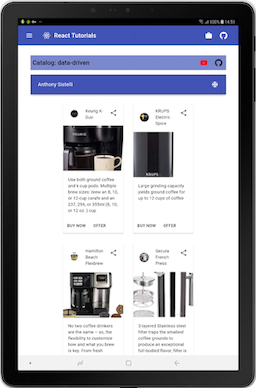 14:51
React Tutorials
Catalog: data-driven
Anthony Sistelli
Keurig K-
Duo
KRUPS
Electric
Spice
KEURIG
KRUPS
Use both ground coffee
and k cup pods. Multiple
brew sizes: brew an 8, 10,
or 12-cup carafe and an
237, 296, or 355ml (8, 10,
or 12 oz. ) cup
Large grinding capacity
yields ground coffee for
up to 12 cups of coffee
BUY NOW OFFER
BUY NOW OFFER
Hamilton
Beach
Flexbrew
Secura
French
Press
No two coffee drinkers
are the same – so, the
flexibility to customize
how and what you brew
is key. From fresh
3 layered Stainless steel
filter traps the smallest
coffee grounds to
produce an exceptional
full-bodied flavor; filter is